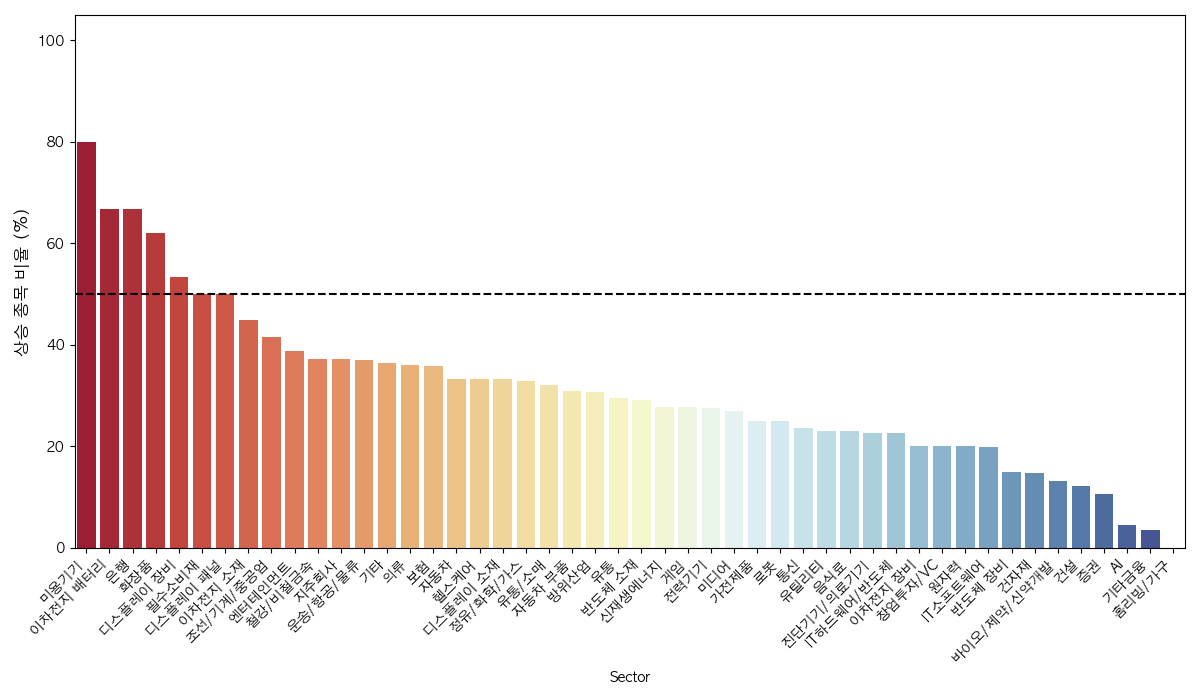 상승 종목 비율 (%)
100
80
60
40
20
0
미용기기
이차전지 배터리
은행
화장품
디스플레이 장비
필수소비재
디스플레이 패널
이차전지 소재
조선/기계/중공업
엔터테인먼트
철강/비철금속
지주회사
운송/항공/물류
기타
의류
보험
자동차
헬스케어
디스플레이 소재
정유/화학/가스
유통/소매
자동차 부품
방위산업
유통
반도체 소재
신재생에너지
게임
전력기기
미디어
가전제품
로봇
통신
유틸리티
음식료
진단기기/의료기기
IT하드웨어/반도체
이차전지 장비
창업투자/VC
원자력
IT소프트웨어
반도체 장비
건자재
바이오/제약/신약개발
건설
증권
AI
기타금융
홈리빙/가구
Sector